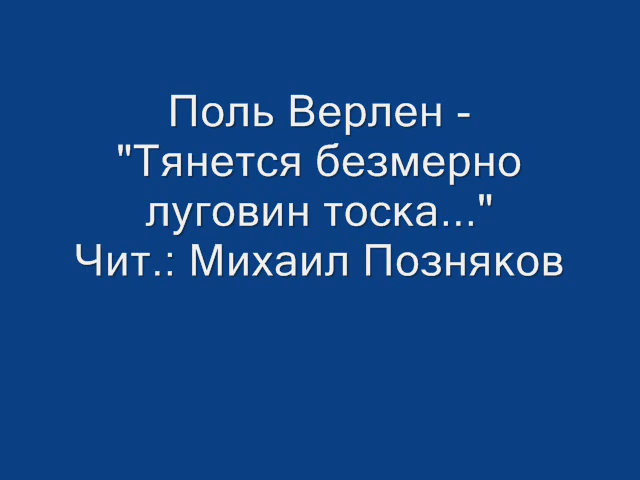 Поль Верлен -
"Тянется безмерно
луговин тоска..."
Чит.: Михаил Позняков